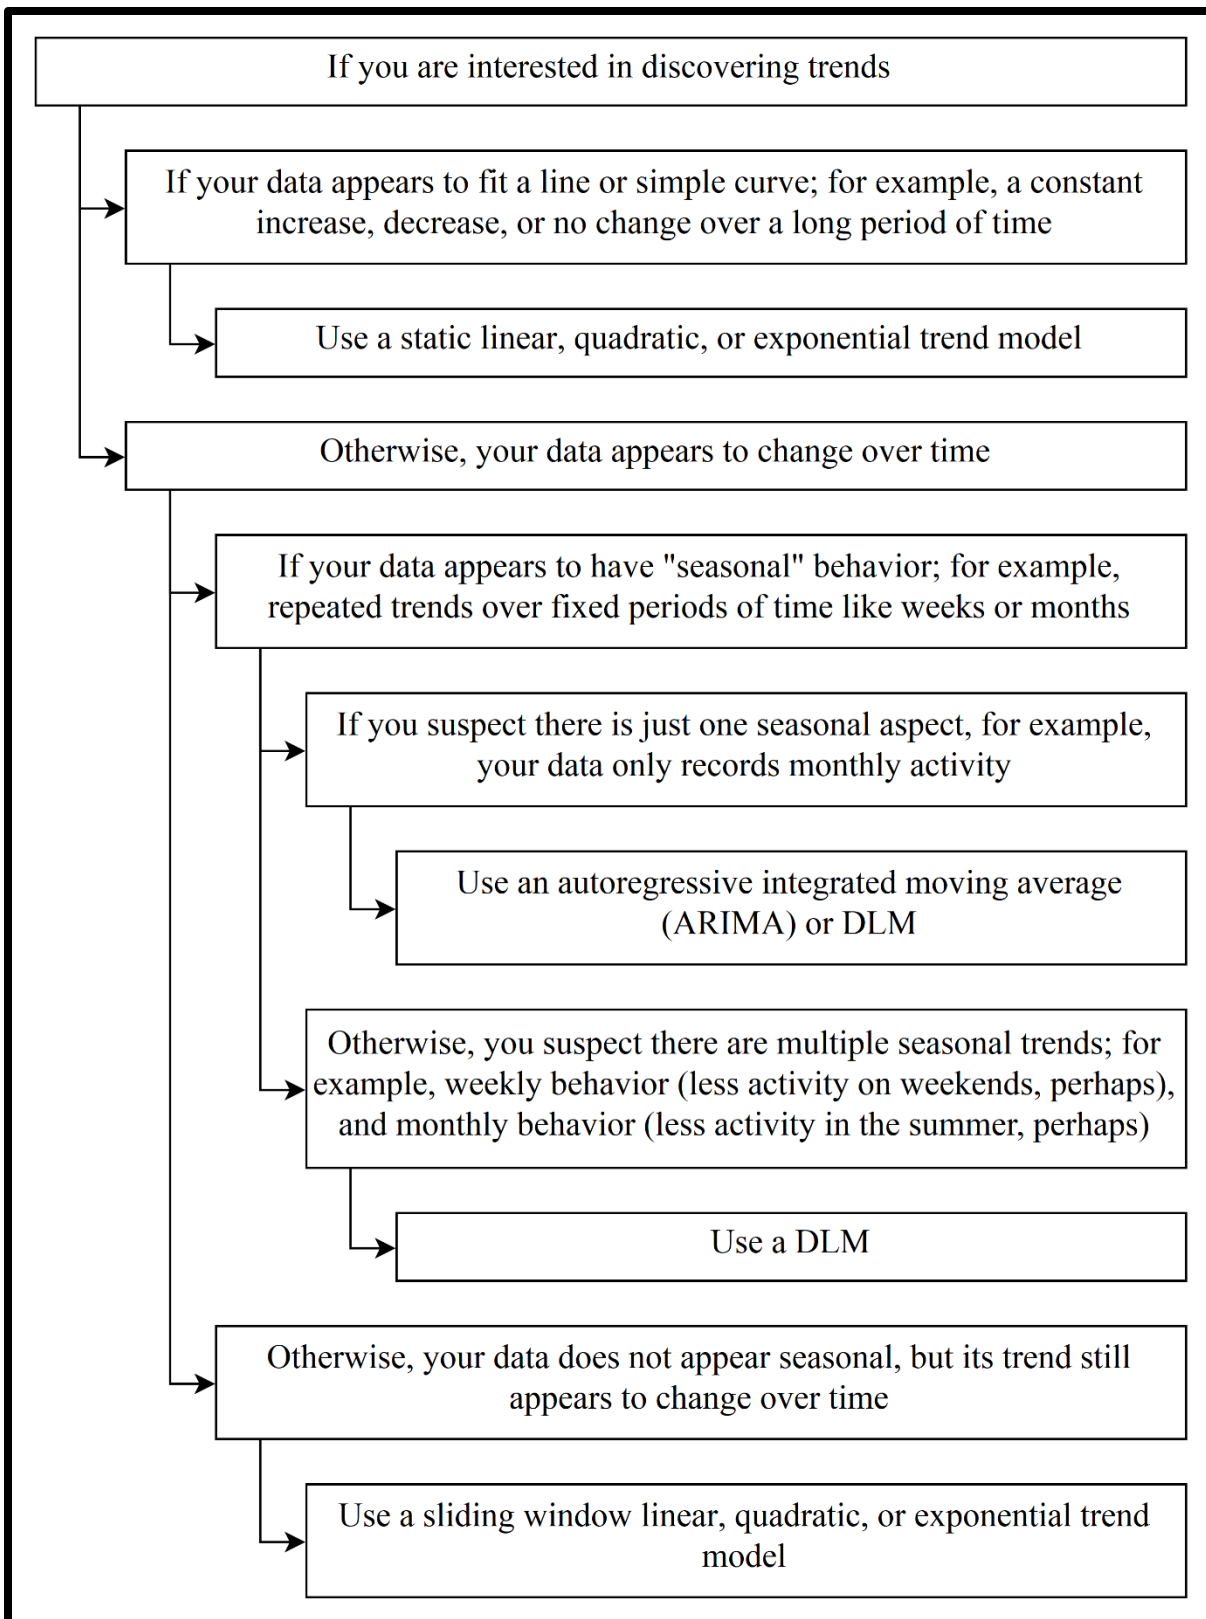 If you are interested in discovering trends
If your data appears to fit a line or simple curve; for example, a constant
increase, decrease, or no change over a long period of time
Use a static linear, quadratic, or exponential trend model
Otherwise, your data appears to change over time
If your data appears to have "seasonal" behavior; for example,
repeated trends over fixed periods of time like weeks or months
If you suspect there is just one seasonal aspect, for example,
your data only records monthly activity
Use an autoregressive integrated moving average
(ARIMA) or DLM
Otherwise, you suspect there are multiple seasonal trends; for
example, weekly behavior (less activity on weekends, perhaps),
and monthly behavior (less activity in the summer, perhaps)
Use a DLM
Otherwise, your data does not appear seasonal, but its trend still
appears to change over time
Use a sliding window linear, quadratic, or exponential trend
model